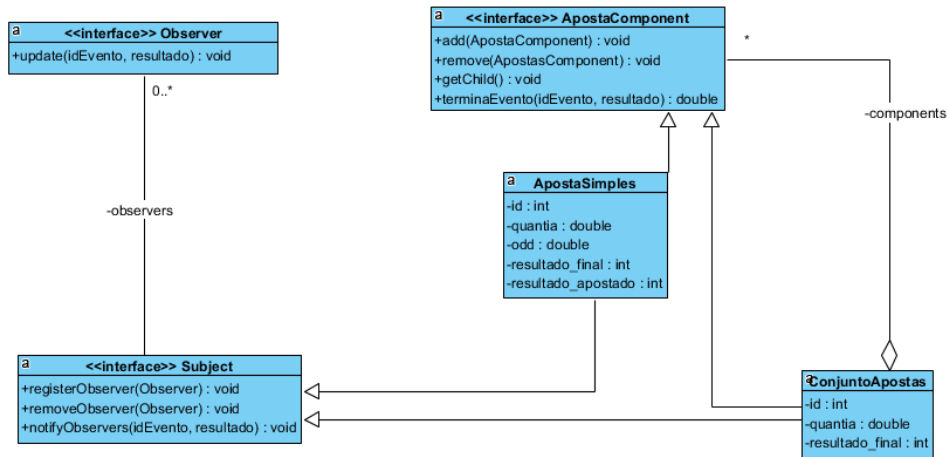 a
<<interface>> Observer
+update(idEvento, resultado) : void
0..*
-observers
a
<<interface>> Subject
+registerObserver(Observer) : void
+removeObserver(Observer) : void
+notifyObservers(idEvento, resultado) : void
a
<<interface>> ApostaComponent
+add(ApostaComponent) : void
+remove(ApostasComponent) : void
+getChild() : void
+terminaEvento(idEvento, resultado) : double
*
-components
a
ApostaSimples
-id : int
-quantia : double
-odd : double
-resultado_final : int
-resultado_apostado : int
a
ConjuntoApostas
-id : int
-quantia : double
-resultado_final : int